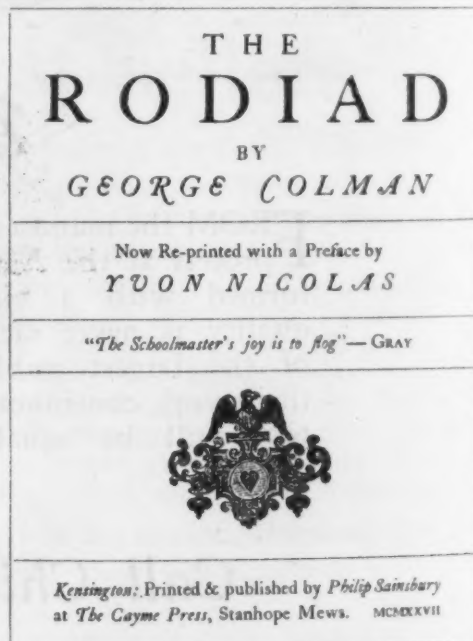 THE
RODIAD
BY
GEORGE COLMAN
Now Re-printed with a Preface by
YVON NICOLAS
"The Schoolmaster's joy is to flog"—GRAY
Kensington: Printed & published by Philip Sainsbury
at The Cayme Press, Stanhope Mews. MCMXXVII